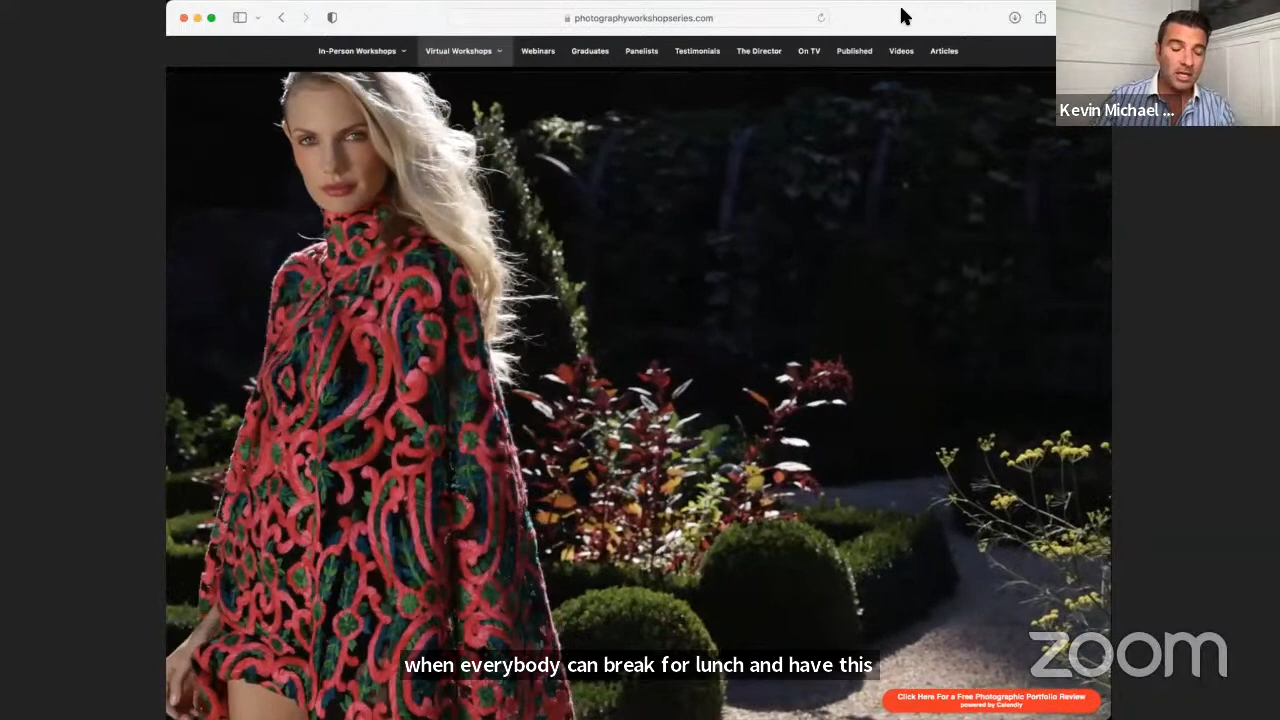 photographyworkshopseries.com
In-Person Workshops
Virtual Workshops
Webinars
Graduates
Panelists
Testimonials
The Director
On TV
Published
Videos
Articles
Kevin Michael ...
when everybody can break for lunch and have this
zoom
Click Here For a Free Photographic Portfolio Review
powered by Calendly